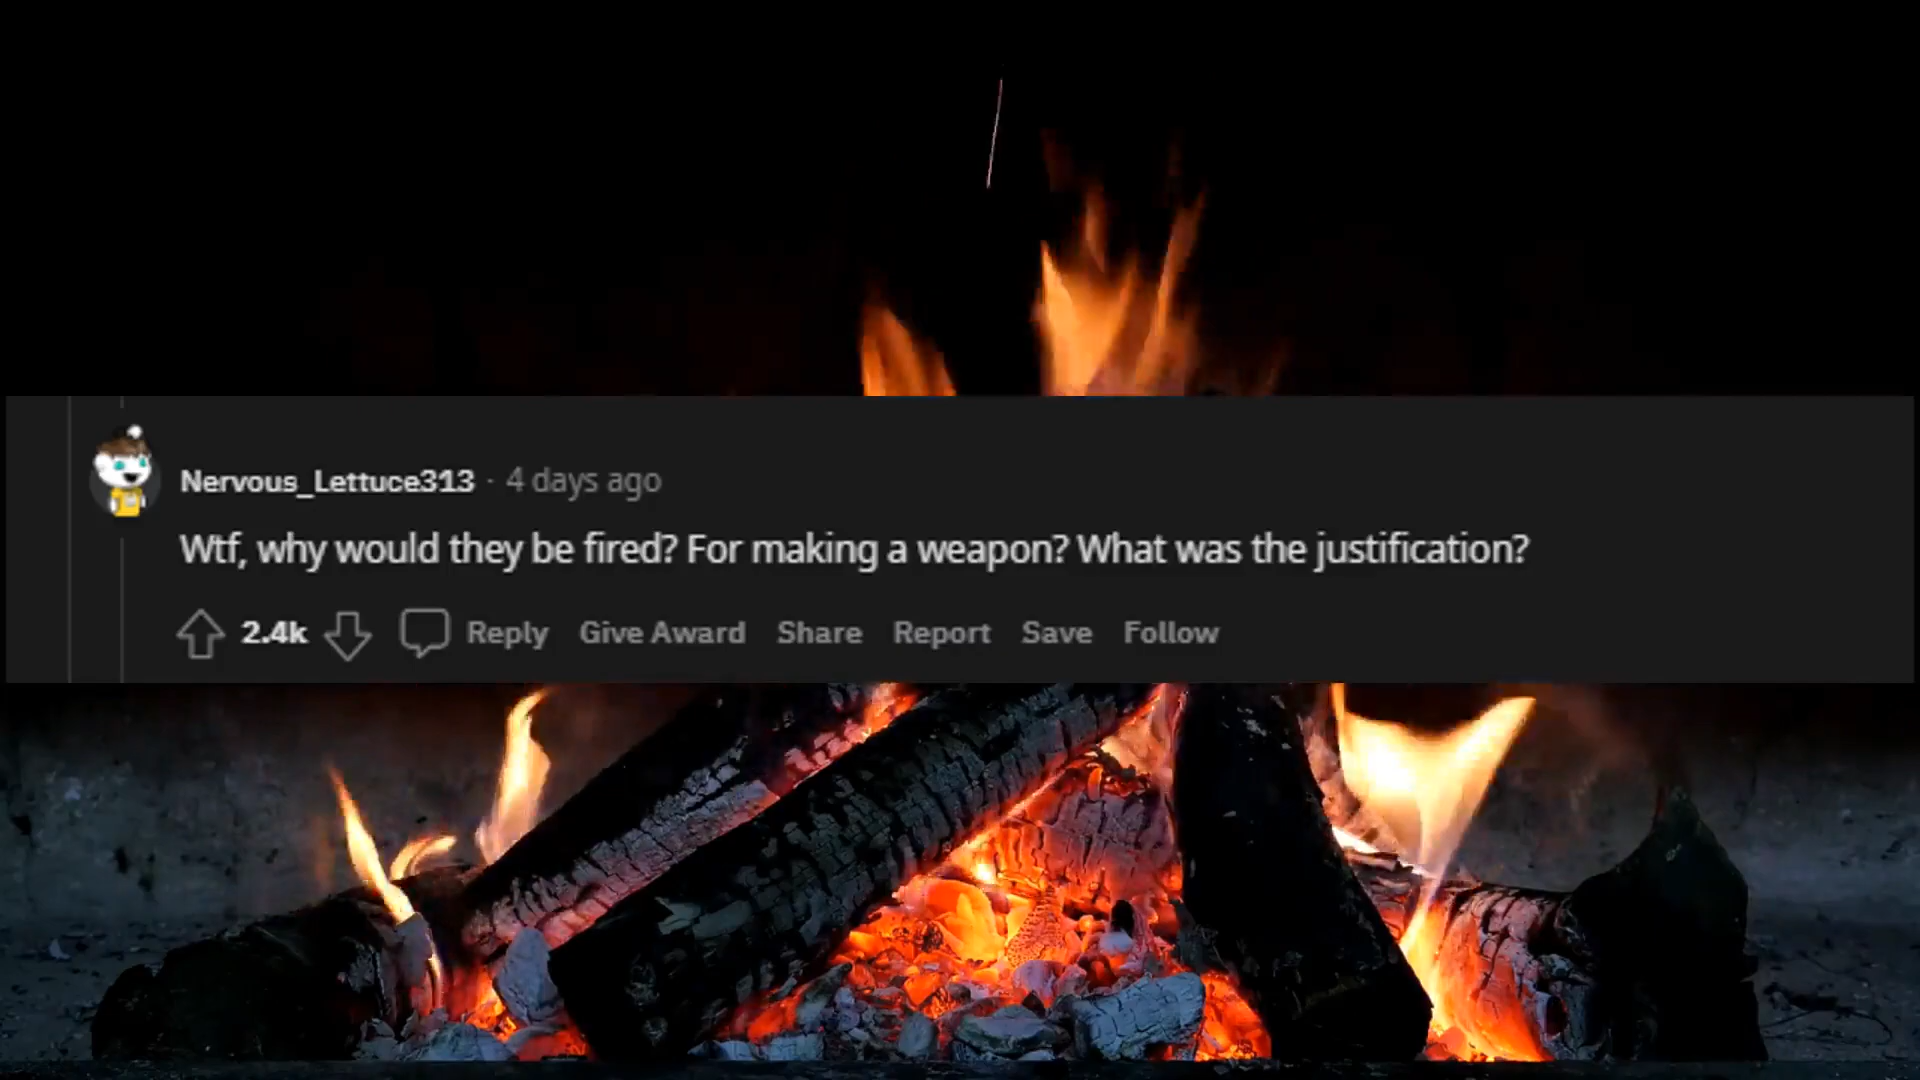 Nervous_Lettuce313 · 4 days ago
Wtf, why would they be fired? For making a weapon? What was the justification?
2.4k Reply Give Award Share Report Save Follow